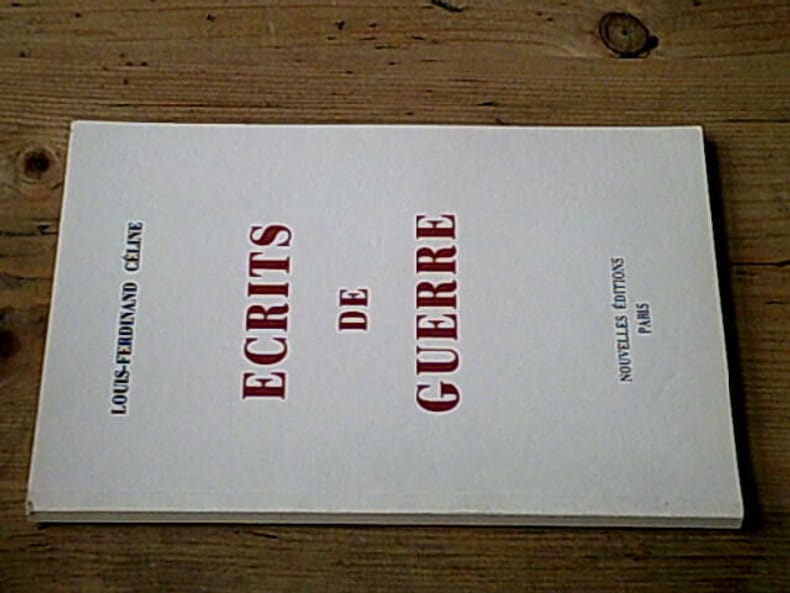 LOUIS-FERDINAND CÉLINE
ECRITS
DE
GUERRE
NOUVELLES ÉDITIONS
PARIS